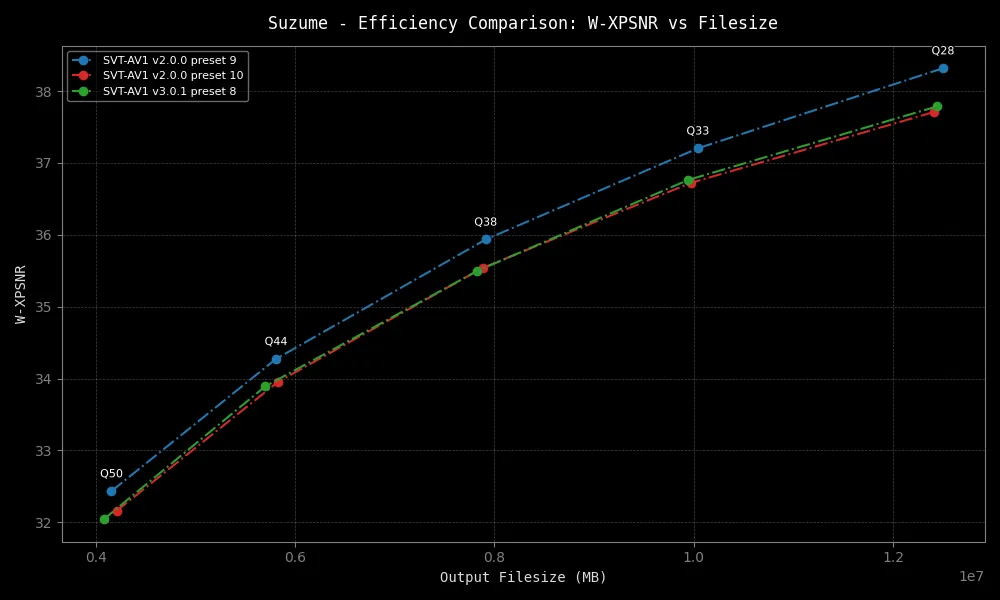 Suzume - Efficiency Comparison: W-XPSNR vs Filesize
SVT-AV1 v2.0.0 preset 9
SVT-AV1 v2.0.0 preset 10
SVT-AV1 v3.0.1 preset 8
Q28
Q33
Q38
Q44
Q50
38
37
36
35
34
33
32
W-XPSNR
0.4 0.6 0.8 1.0 1.2
1e7
Output Filesize (MB)